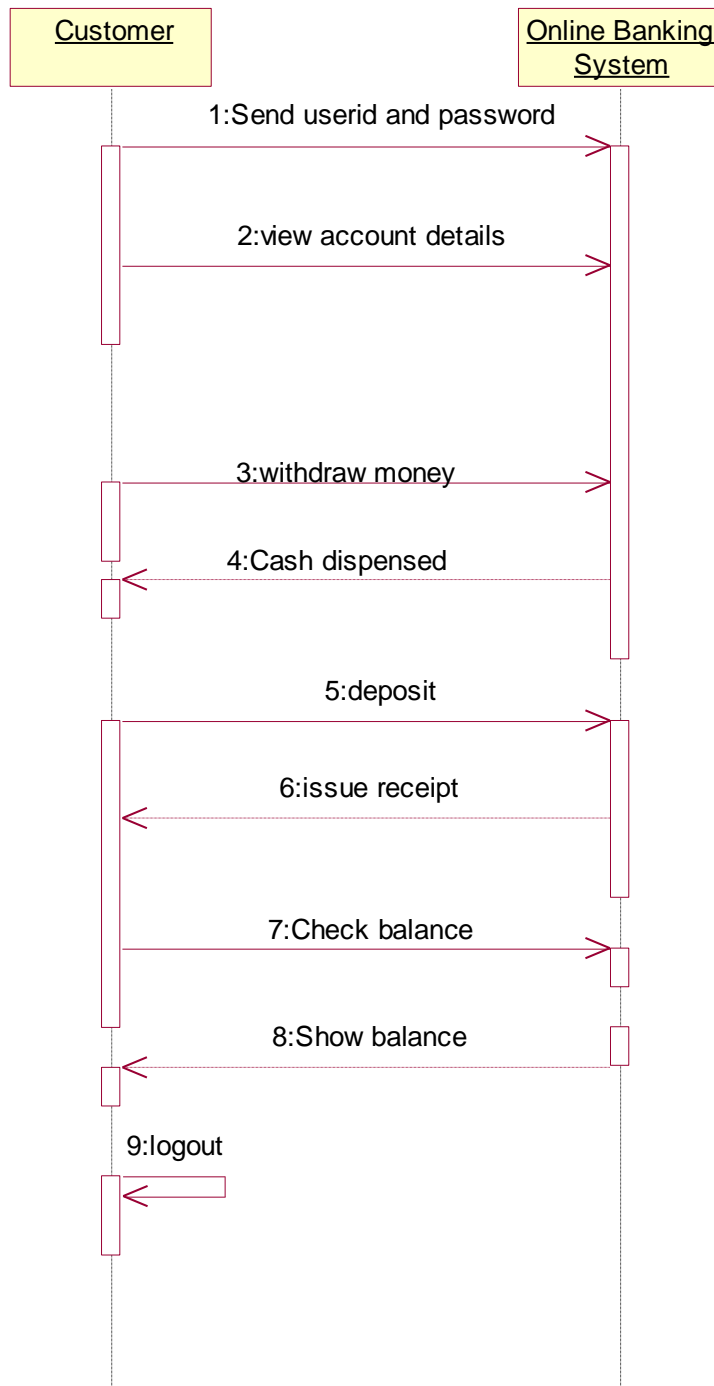 Customer
Online Banking
System
1:Send userid and password
2:view account details
3:withdraw money
4:Cash dispensed
5:deposit
6:issue receipt
7:Check balance
8:Show balance
9:logout